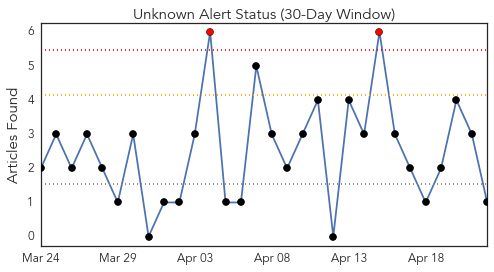 Unknown Alert Status (30-Day Window)
Articles Found
6
5
4
3
2
1
0
Mar 24 Mar 29 Apr 03 Apr 08 Apr 13 Apr 18